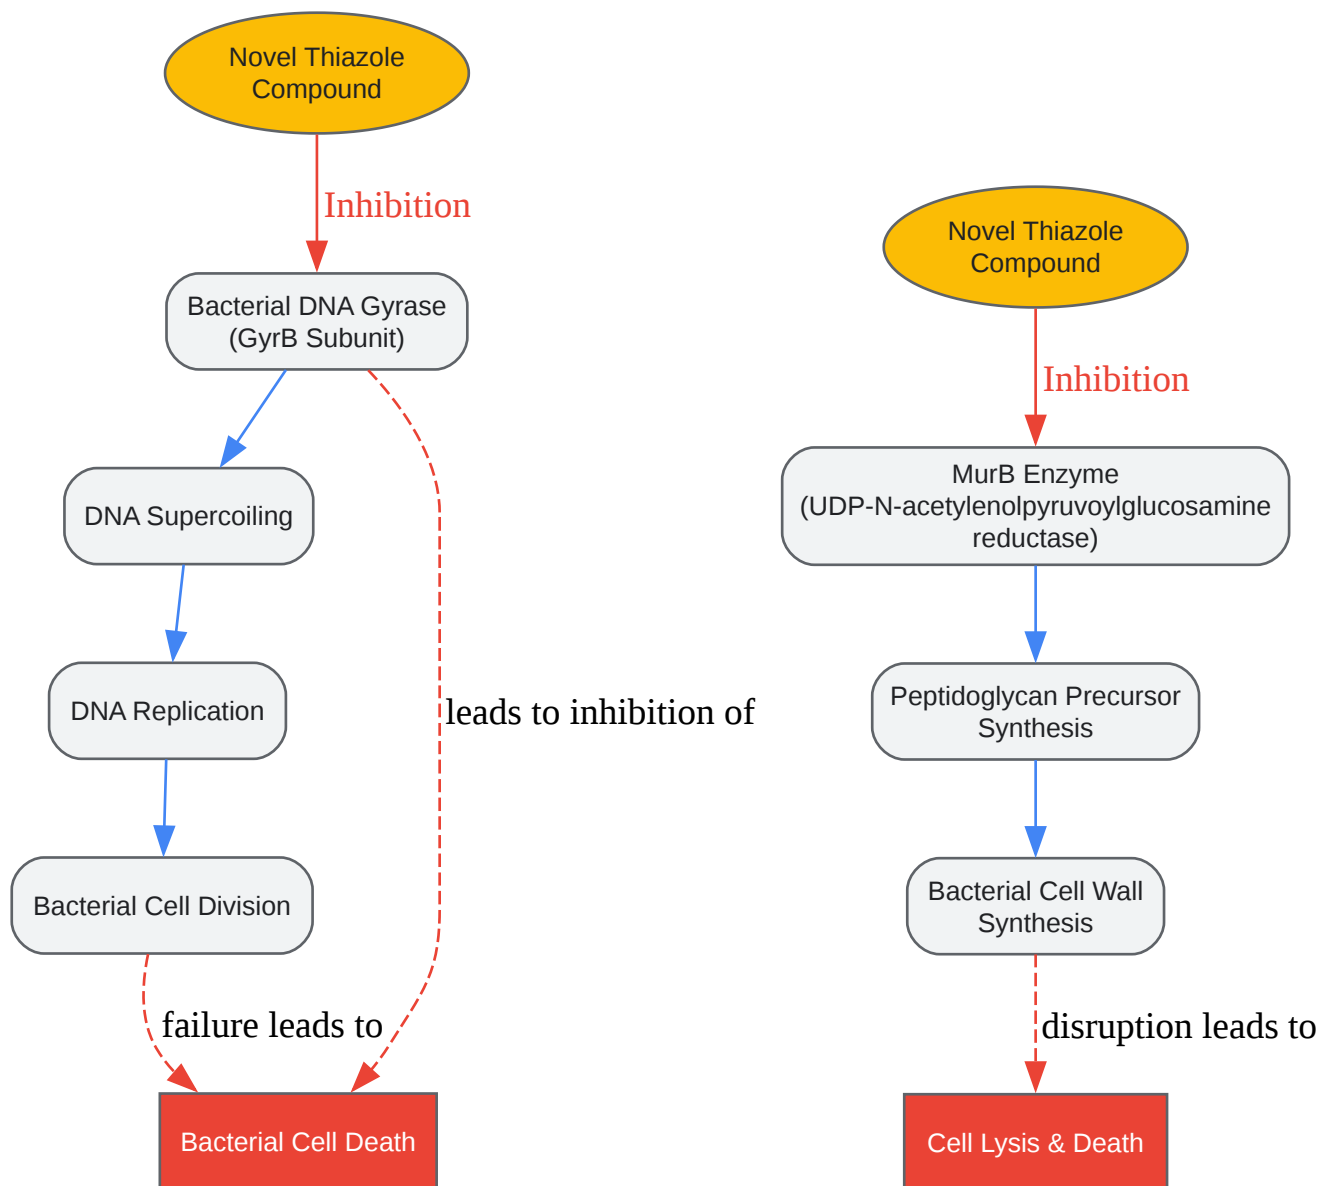 Novel Thiazole
Compound
Inhibition
Bacterial DNA Gyrase
(GyrB Subunit)
DNA Supercoiling
DNA Replication
leads to inhibition of
Bacterial Cell Division
failure leads to
Bacterial Cell Death
Novel Thiazole
Compound
Inhibition
MurB Enzyme
(UDP-N-acetylenolpyruvoylglucosamine
reductase)
Peptidoglycan Precursor
Synthesis
Bacterial Cell Wall
Synthesis
disruption leads to
Cell Lysis & Death